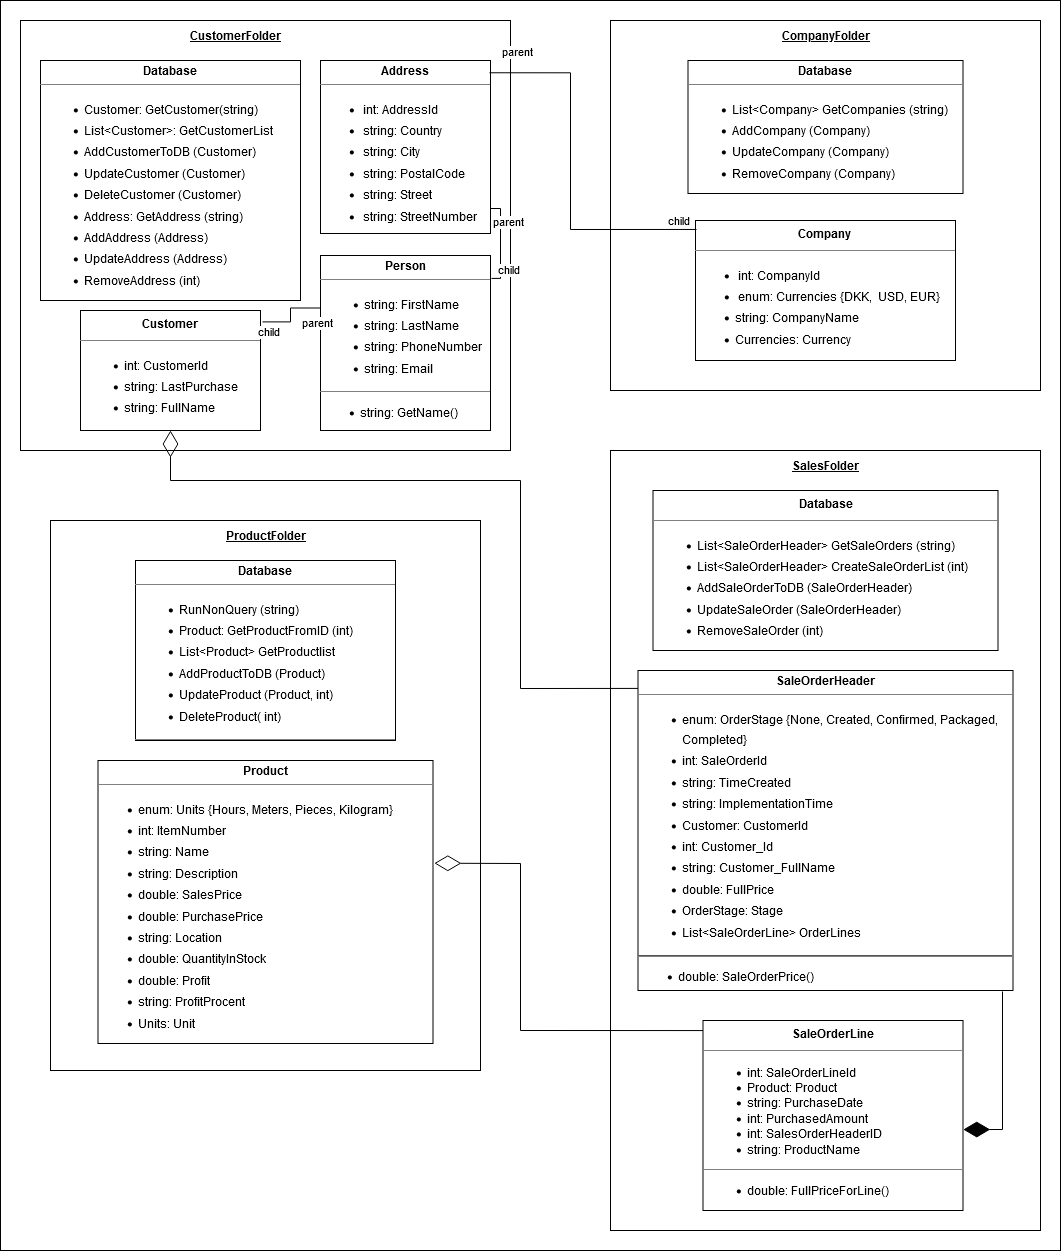 CustomerFolder
Database
Customer: GetCustomer(string)
List<Customer>: GetCustomerList
AddCustomerToDB (Customer)
UpdateCustomer (Customer)
DeleteCustomer (Customer)
Address: GetAddress (string)
AddAddress (Address)
UpdateAddress (Address)
RemoveAddress (int)
Address
int: AddressId
string: Country
string: City
string: PostalCode
string: Street
string: StreetNumber
parent
parent
child
Person
string: FirstName
string: LastName
string: PhoneNumber
string: Email
string: GetName()
parent
child
Customer
int: CustomerId
string: LastPurchase
string: FullName
CompanyFolder
Database
List<Company> GetCompanies (string)
AddCompany (Company)
UpdateCompany (Company)
RemoveCompany (Company)
child
Company
int: CompanyId
enum: Currencies {DKK, USD, EUR}
string: CompanyName
Currencies: Currency
ProductFolder
Database
RunNonQuery (string)
Product: GetProductFromID (int)
List<Product> GetProductlist
AddProductToDB (Product)
UpdateProduct (Product, int)
DeleteProduct( int)
Product
enum: Units {Hours, Meters, Pieces, Kilogram}
int: ItemNumber
string: Name
string: Description
double: SalesPrice
double: PurchasePrice
string: Location
double: QuantityInStock
double: Profit
string: ProfitProcent
Units: Unit
SalesFolder
Database
List<SaleOrderHeader> GetSaleOrders (string)
List<SaleOrderHeader> CreateSaleOrderList (int)
AddSaleOrderToDB (SaleOrderHeader)
UpdateSaleOrder (SaleOrderHeader)
RemoveSaleOrder (int)
SaleOrderHeader
enum: OrderStage {None, Created, Confirmed, Packaged,
Completed}
int: SaleOrderId
string: TimeCreated
string: ImplementationTime
Customer: CustomerId
int: Customer_Id
string: Customer_FullName
double: FullPrice
OrderStage: Stage
List<SaleOrderLine> OrderLines
double: SaleOrderPrice()
SaleOrderLine
int: SaleOrderLineId
Product: Product
string: PurchaseDate
int: PurchasedAmount
int: SalesOrderHeaderID
string: ProductName
double: FullPriceForLine()